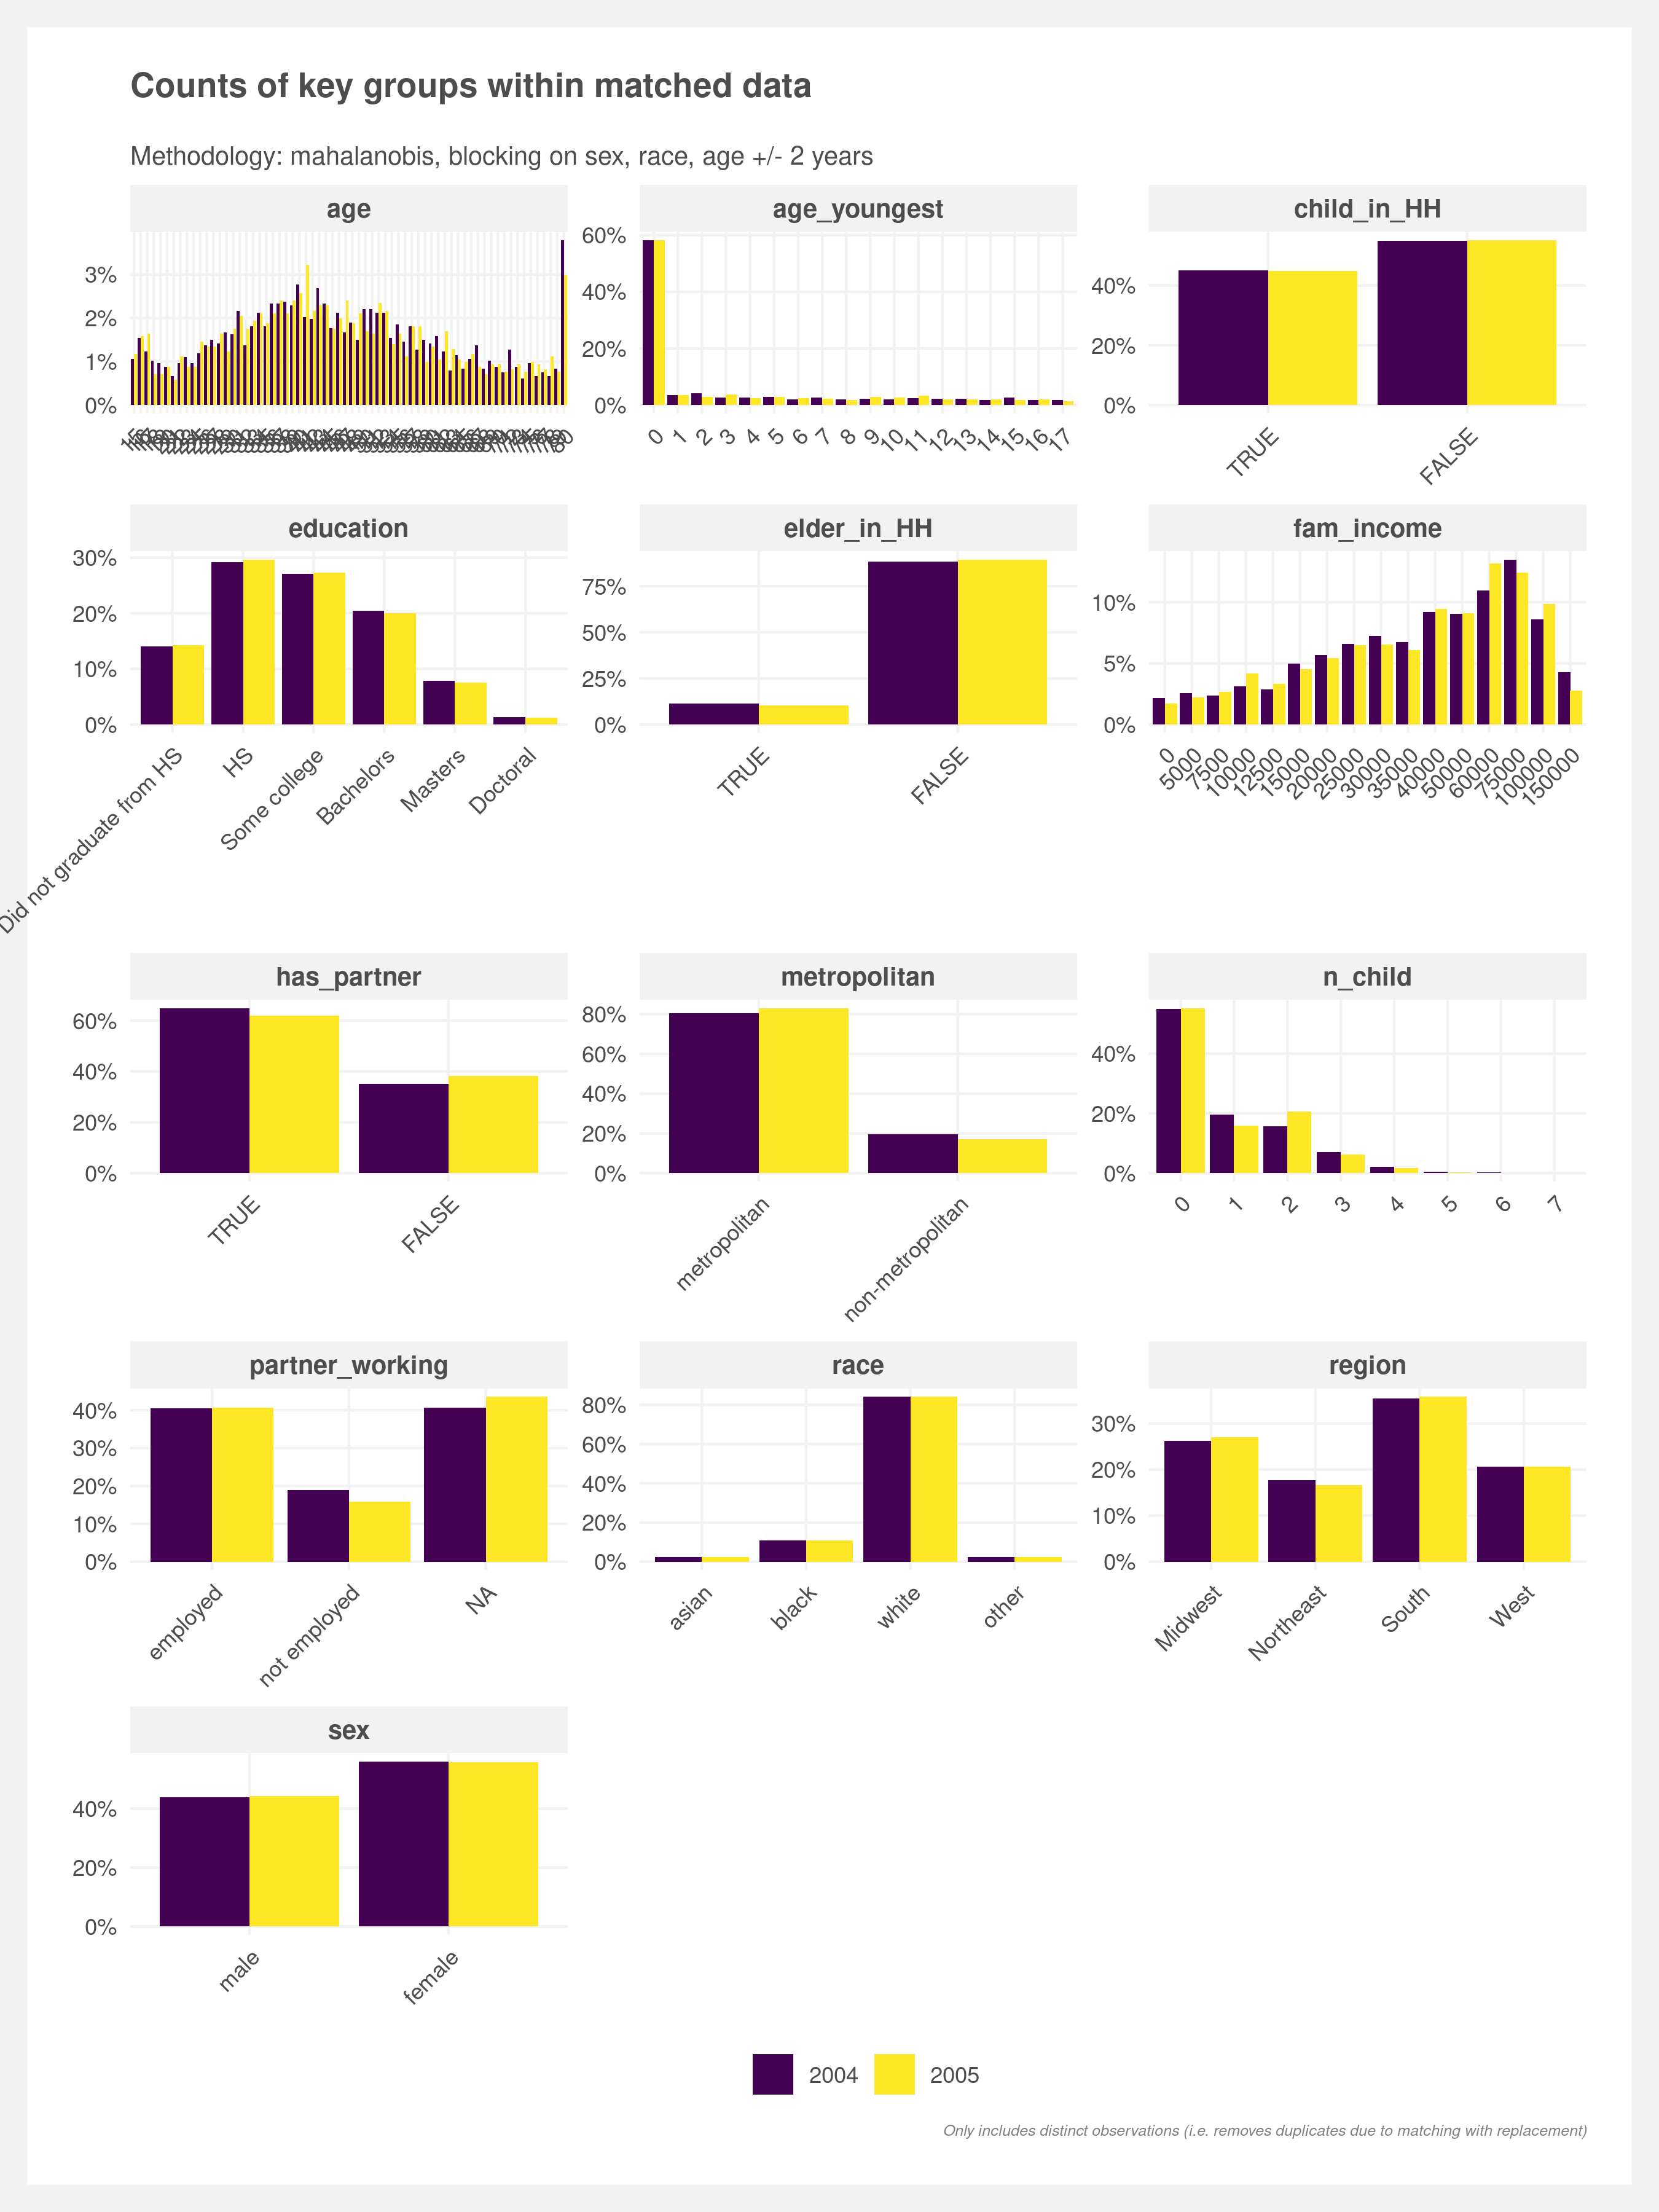 Counts of key groups within matched data
Methodology: mahalanobis, blocking on sex, race, age +/- 2 years
age
3%
2%
1%
0%
15
80
age_youngest
60%
40%
20%
0%
0 1 2 3 4 5 6 7 8 9 10 11 12 13 14 15 16 17
child_in_HH
40%
20%
0%
TRUE FALSE
education
30%
20%
10%
0%
Did not graduate from HS HS Some college Bachelors Masters Doctoral
elder_in_HH
75%
50%
25%
0%
TRUE FALSE
fam_income
10%
5%
0%
0 5000 7500 10000 12500 15000 20000 25000 30000 35000 40000 50000 60000 75000 100000 150000
has_partner
60%
40%
20%
0%
TRUE FALSE
metropolitan
80%
60%
40%
20%
0%
metropolitan non-metropolitan
n_child
40%
20%
0%
0 1 2 3 4 5 6 7
partner_working
40%
30%
20%
10%
0%
employed not employed NA
race
80%
60%
40%
20%
0%
asian black white other
region
30%
20%
10%
0%
Midwest Northeast South West
sex
40%
20%
0%
male female
2004 2005
Only includes distinct observations (i.e. removes duplicates due to matching with replacement)